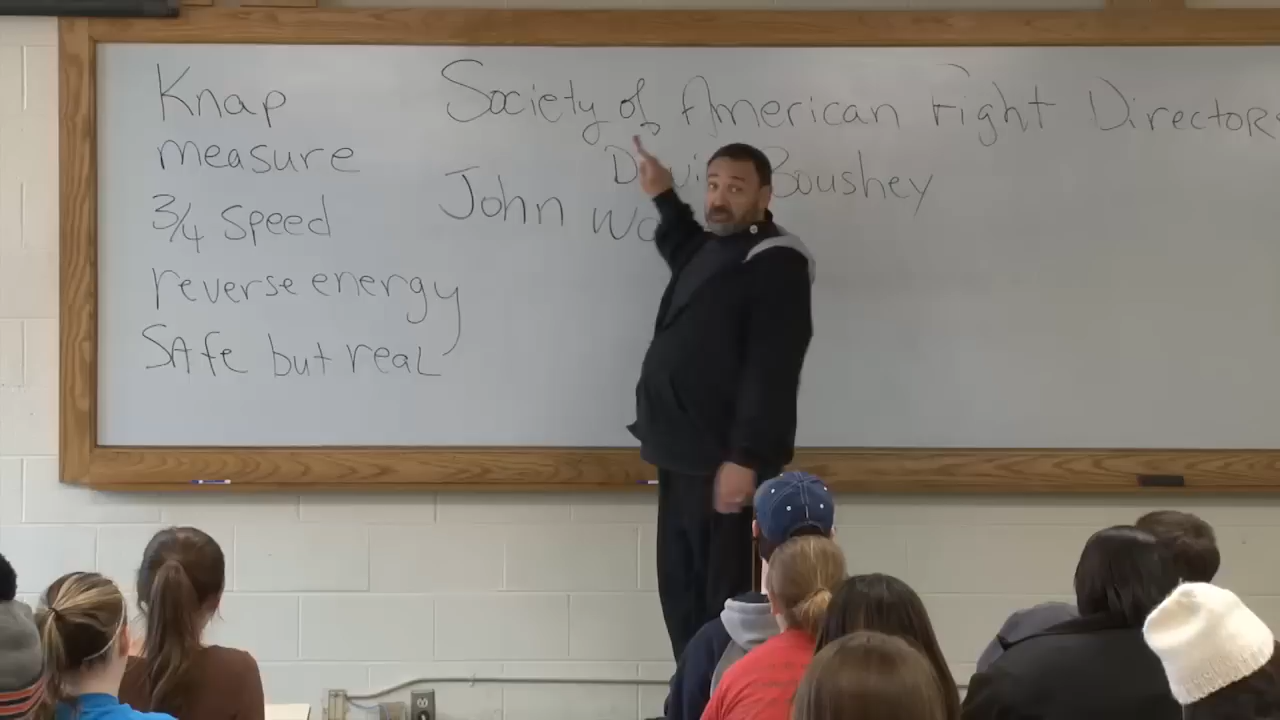 Knap
measure
3/4 speed
reverse energy
SAfe but reaL
Society of American Fight Directors
Boushey
John